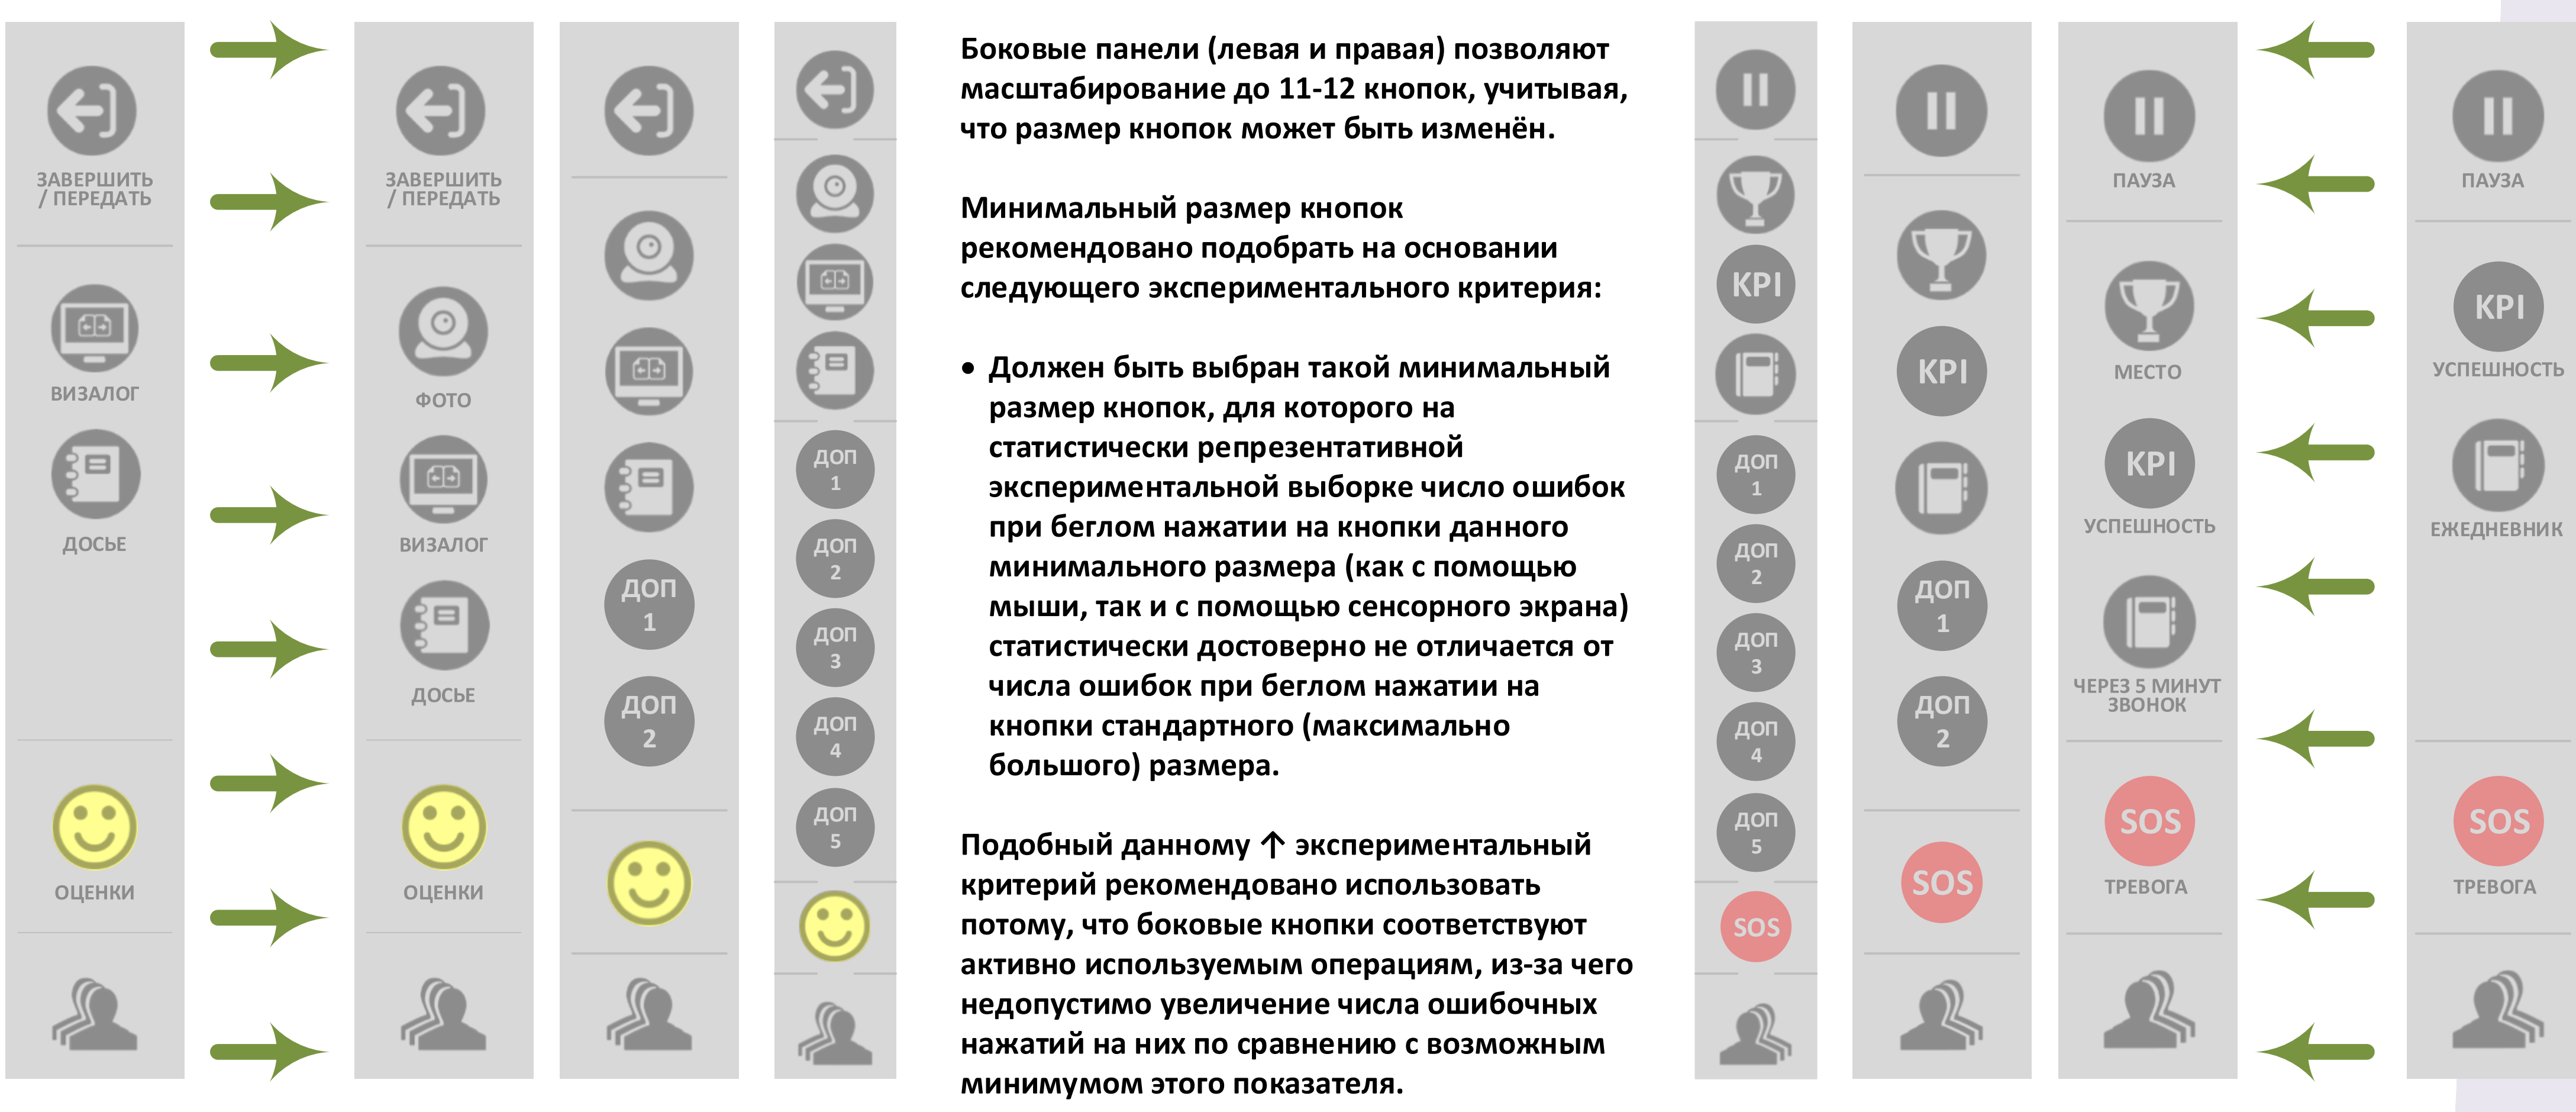 ЗАВЕРШИТЬ
/ ПЕРЕДАТЬ
ВИЗАЛОГ
ДОСЬЕ
ОЦЕНКИ
ЗАВЕРШИТЬ
/ ПЕРЕДАТЬ
ФОТО
ВИЗАЛОГ
ДОСЬЕ
ОЦЕНКИ
ДОП
1
ДОП
2
ДОП
1
ДОП
2
ДОП
3
ДОП
4
ДОП
5
Боковые панели (левая и правая) позволяют
масштабирование до 11-12 кнопок, учитывая,
что размер кнопок может быть изменён.
Минимальный размер кнопок
рекомендовано подобрать на основании
следующего экспериментального критерия:
• Должен быть выбран такой минимальный
размер кнопок, для которого на
статистически репрезентативной
экспериментальной выборке число ошибок
при беглом нажатии на кнопки данного
минимального размера (как с помощью
мыши, так и с помощью сенсорного экрана)
статистически достоверно не отличается от
числа ошибок при беглом нажатии на
кнопки стандартного (максимально
большого) размера.
Подобный данному ↑ экспериментальный
критерий рекомендовано использовать
потому, что боковые кнопки соответствуют
активно используемым операциям, из-за чего
недопустимо увеличение числа ошибочных
нажатий на них по сравнению с возможным
минимумом этого показателя.
KPI
ДОП
1
ДОП
2
ДОП
3
ДОП
4
ДОП
5
SOS
KPI
ДОП
1
ДОП
2
SOS
ПАУЗА
МЕСТО
KPI
УСПЕШНОСТЬ
ЧЕРЕЗ 5 МИНУТ
ЗВОНОК
SOS
ТРЕВОГА
ПАУЗА
KPI
УСПЕШНОСТЬ
ЕЖЕДНЕВНИК
SOS
ТРЕВОГА